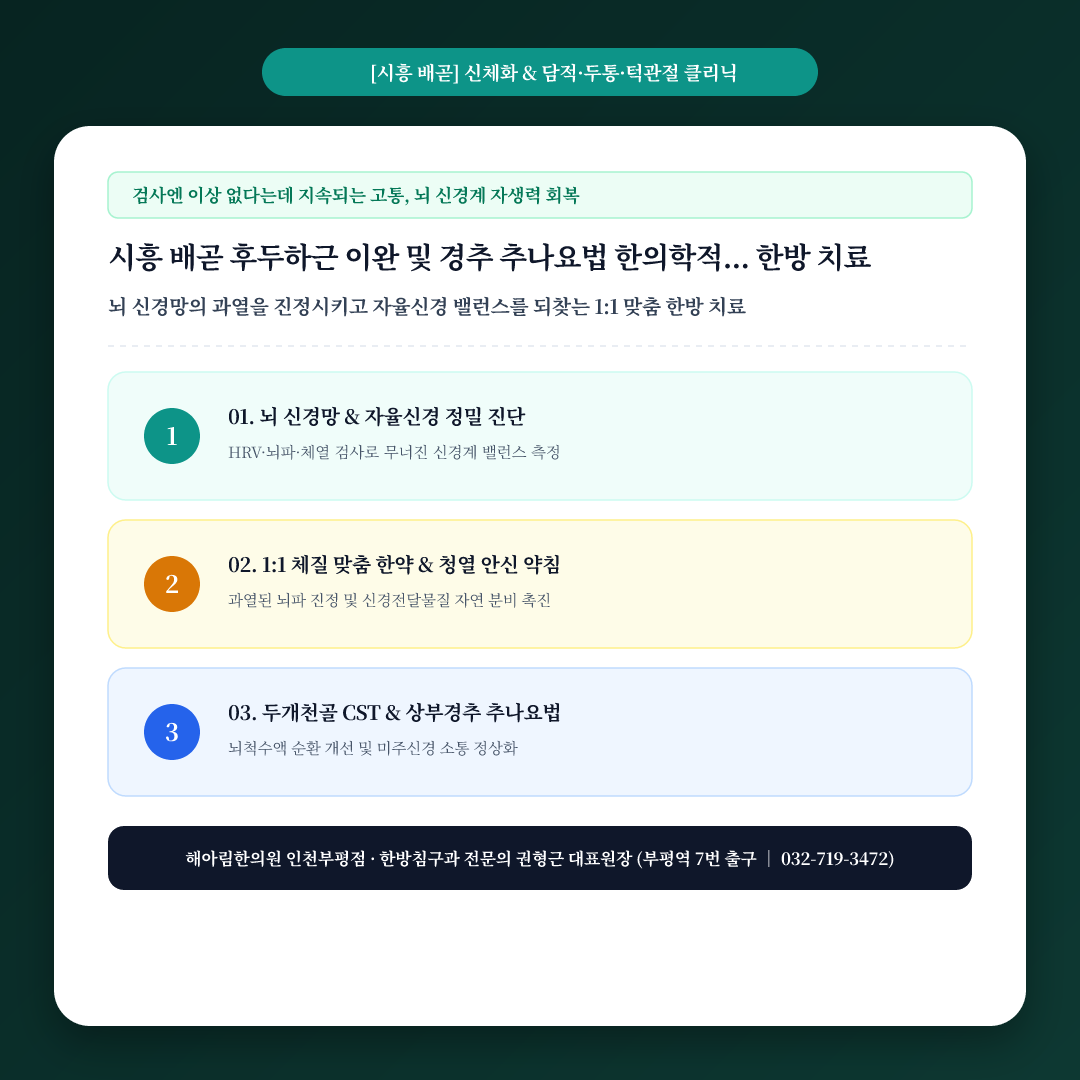 [시흥 배곧] 신체화 & 담적·두통·턱관절 클리닉
검사엔 이상 없다는데 지속되는 고통, 뇌 신경계 자생력 회복
시흥 배곧 후두하근 이완 및 경추 추나요법 한의학적... 한방 치료
뇌 신경망의 과열을 진정시키고 자율신경 밸런스를 되찾는 1:1 맞춤 한방 치료
1
01. 뇌 신경망 & 자율신경 정밀 진단
HRV·뇌파·체열 검사로 무너진 신경계 밸런스 측정
2
02. 1:1 체질 맞춤 한약 & 청열 안신 약침
과열된 뇌파 진정 및 신경전달물질 자연 분비 촉진
3
03. 두개천골 CST & 상부경추 추나요법
뇌척수액 순환 개선 및 미주신경 소통 정상화
해아림한의원 인천부평점 · 한방침구과 전문의 권형근 대표원장 (부평역 7번 출구 | 032-719-3472)